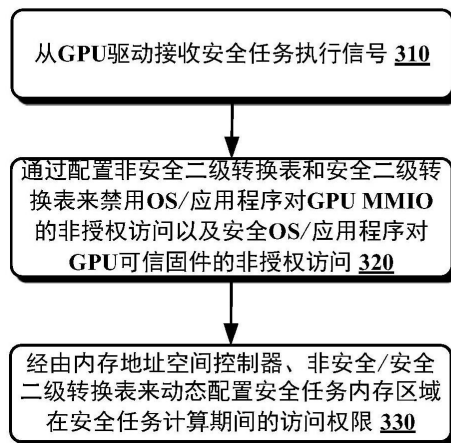 从GPU驱动接收安全任务执行信号 310
通过配置非安全二级转换表和安全二级转
换表来禁用OS/应用程序对GPU MMIO
的非授权访问以及安全OS/应用程序对
GPU可信固件的非授权访问 320
经由内存地址空间控制器、非安全/安全
二级转换表来动态配置安全任务内存区域
在安全任务计算期间的访问权限 330